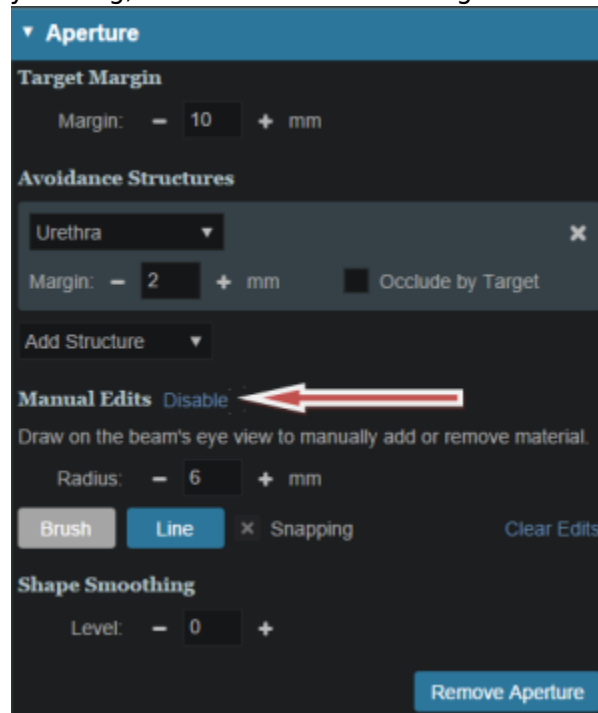 Aperture
Target Margin
Margin: − 10 + mm
Avoidance Structures
Urethra
Margin: − 2 + mm Occlude by Target
Add Structure
Manual Edits Disable
Draw on the beam's eye view to manually add or remove material.
Radius: − 6 + mm
Brush Line Snapping Clear Edits
Shape Smoothing
Level: − 0 +
Remove Aperture